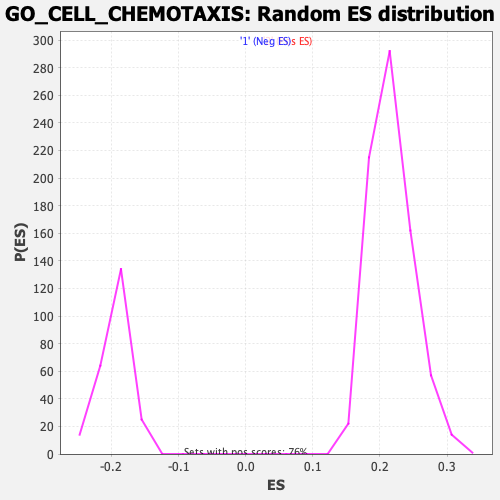 GO_CELL_CHEMOTAXIS: Random ES distribution
'1' (Neg ES)s ES)
300
280
260
240
220
200
180
160
140
120
100
80
60
40
20
0
P(ES)
Sets with pos scores: 76%
-0.2 -0.1 0.0 0.1 0.2 0.3
ES